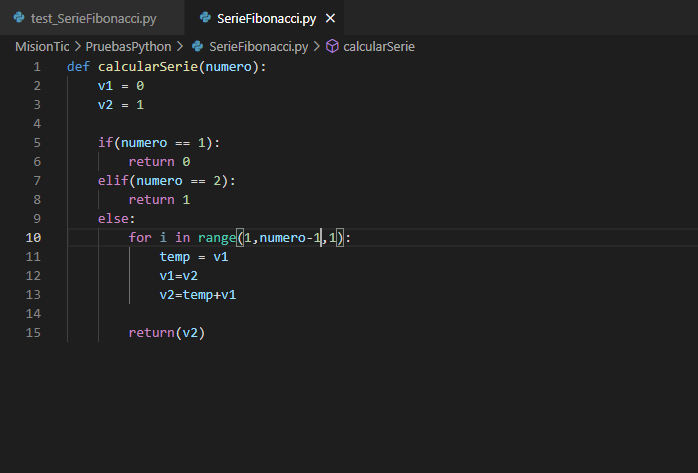 test_SerieFibonacci.py SerieFibonacci.py ×
MisionTic > PruebasPython > SerieFibonacci.py > calcularSerie
1 def calcularSerie(numero):
2     v1 = 0
3     v2 = 1
4
5     if(numero == 1):
6         return 0
7     elif(numero == 2):
8         return 1
9     else:
10         for i in range(1,numero-1,1):
11             temp = v1
12             v1=v2
13             v2=temp+v1
14
15         return(v2)